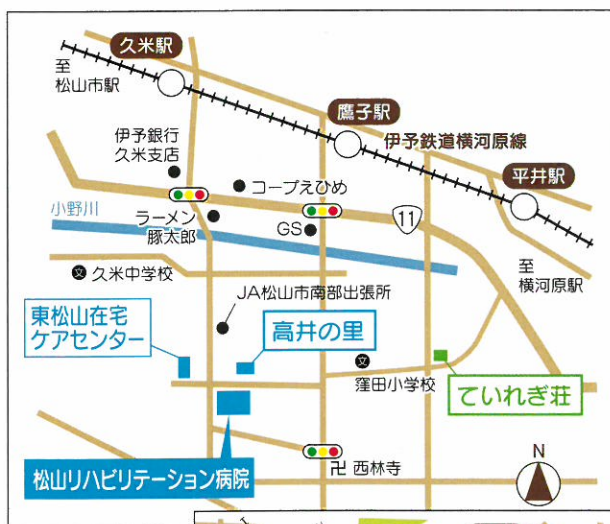 久米駅
至
松山市駅
鷹子駅
伊予鉄道横河原線
平井駅
伊予銀行
久米支店
コープえひめ
小野川
ラーメン
豚太郎
GS
11
至
横河原駅
文 久米中学校
JA松山市南部出張所
東松山在宅
ケアセンター
高井の里
文
窪田小学校
ていれぎ荘
松山リハビリテーション病院
卍 西林寺
N